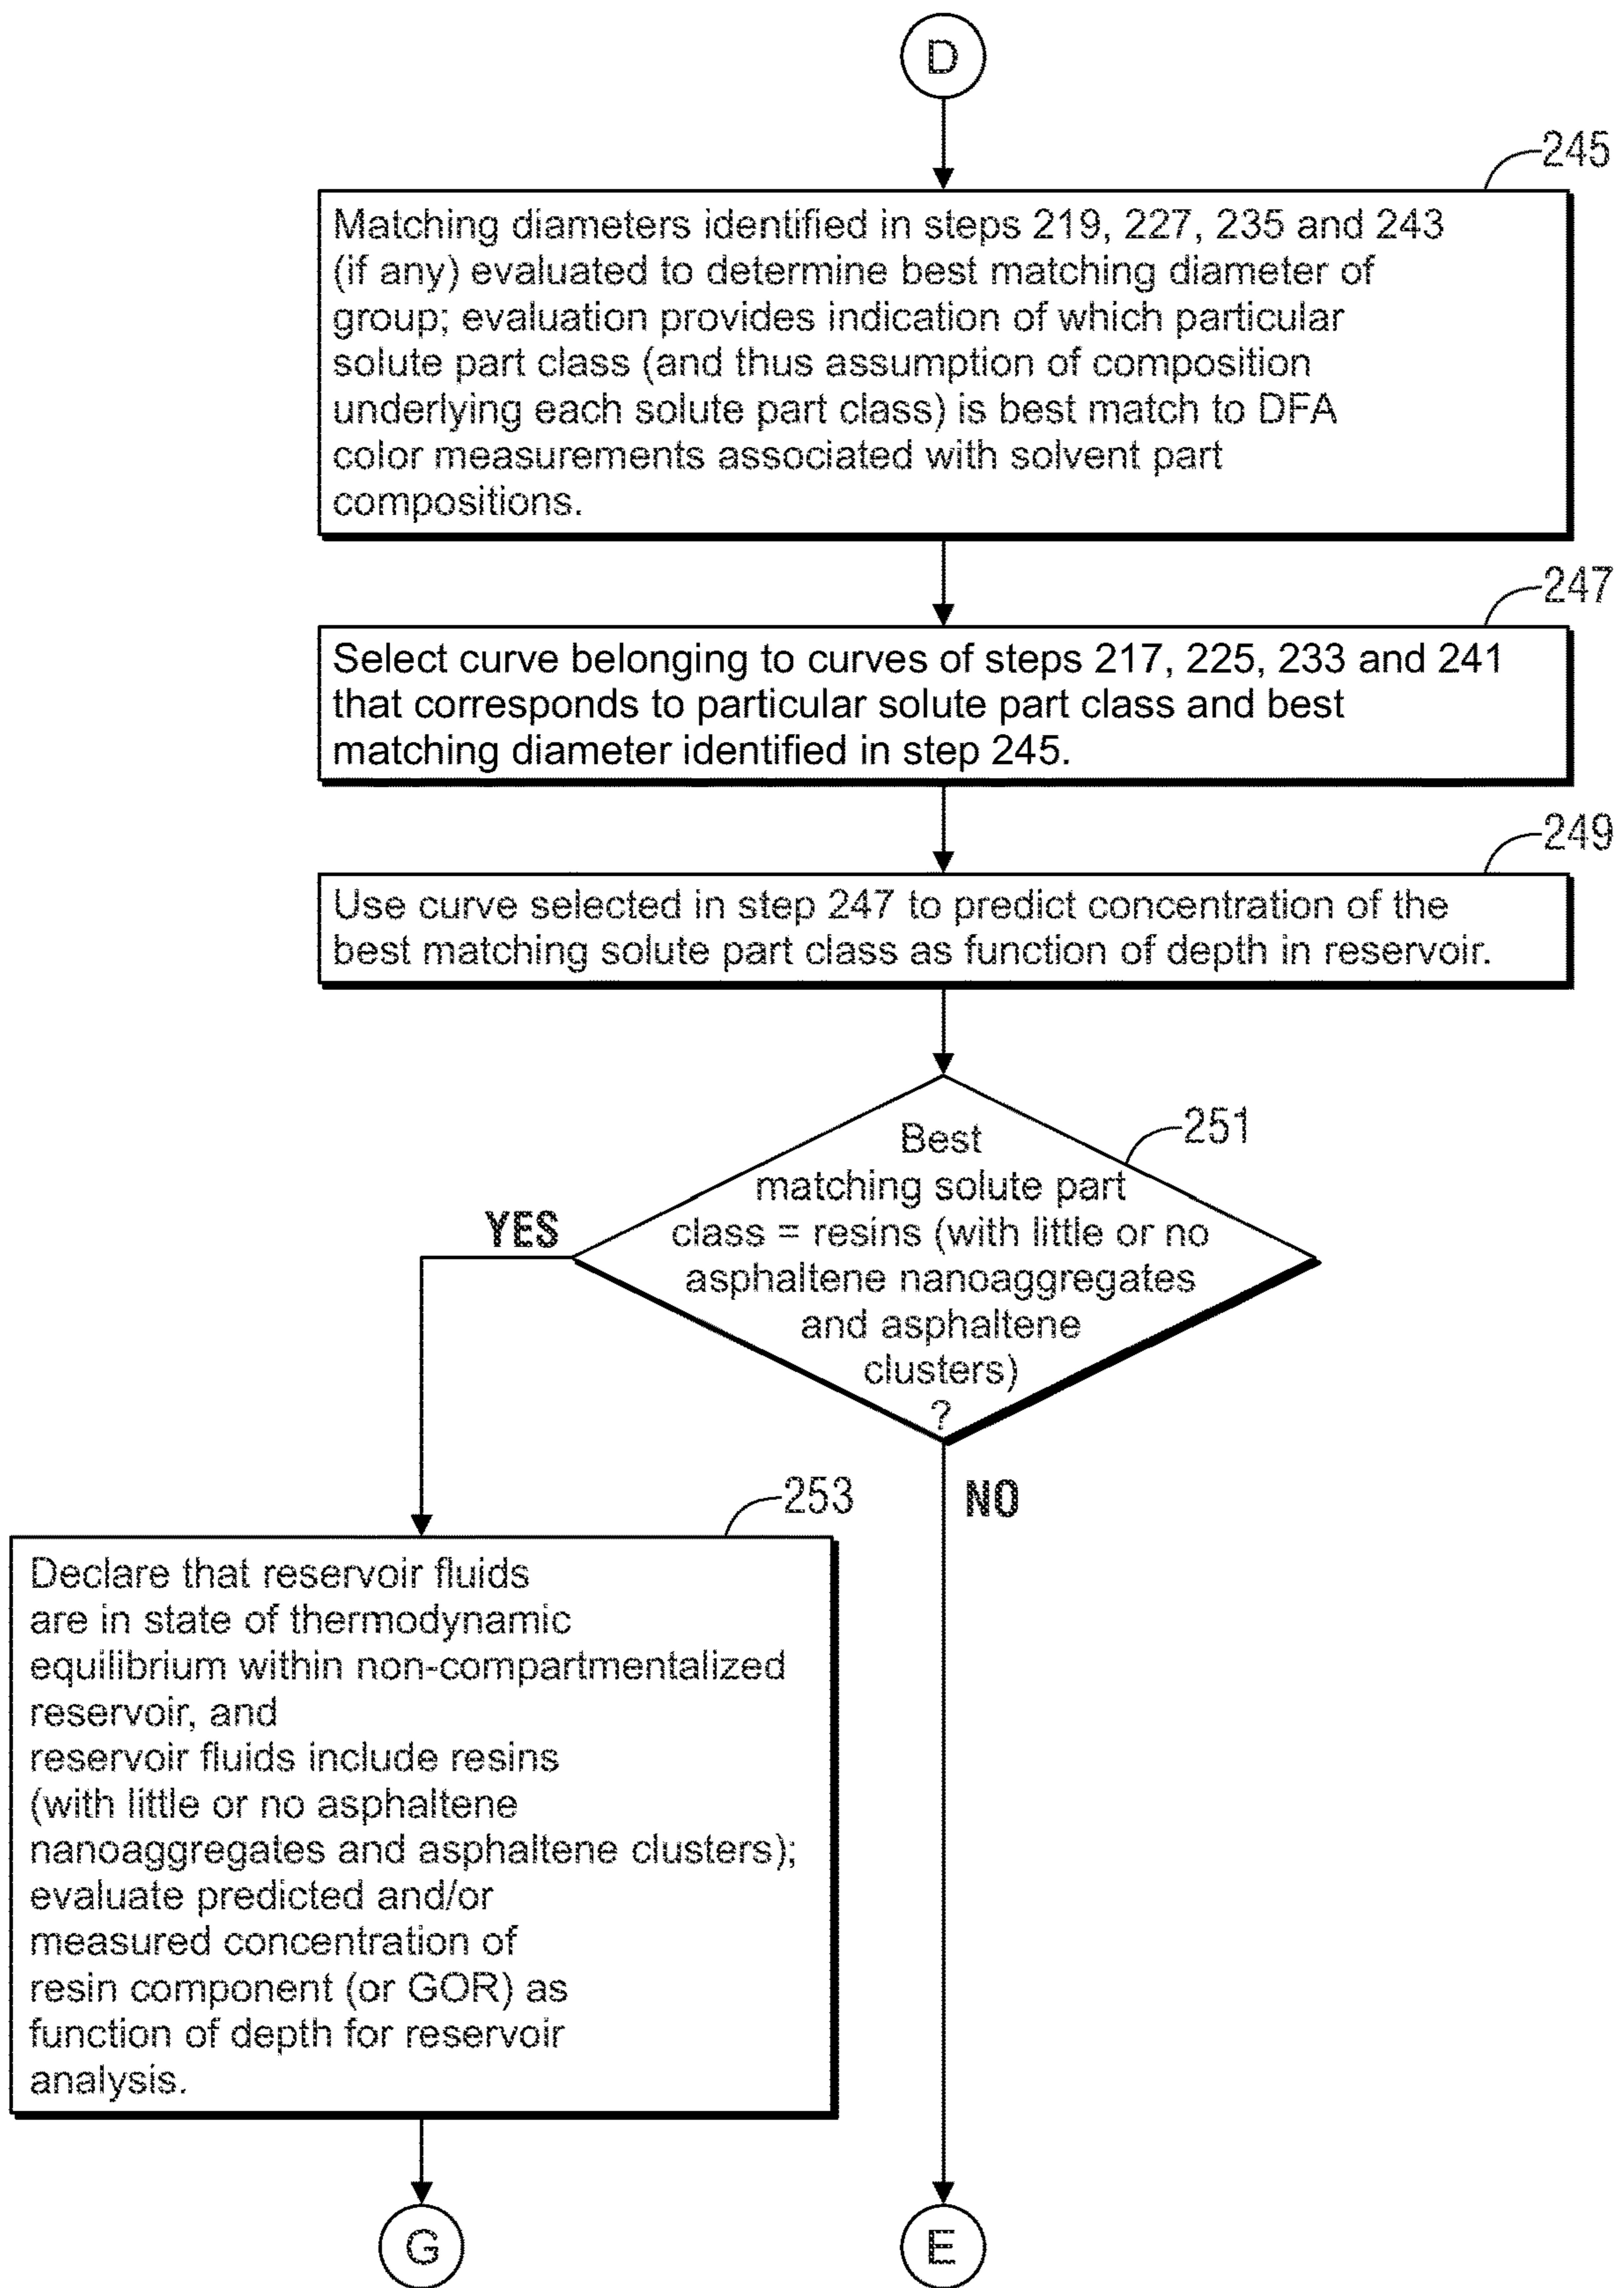 D
245
Matching diameters identified in steps 219, 227, 235 and 243
(if any) evaluated to determine best matching diameter of
group; evaluation provides indication of which particular
solute part class (and thus assumption of composition
underlying each solute part class) is best match to DFA
color measurements associated with solvent part
compositions.
247
Select curve belonging to curves of steps 217, 225, 233 and 241
that corresponds to particular solute part class and best
matching diameter identified in step 245.
249
Use curve selected in step 247 to predict concentration of the
best matching solute part class as function of depth in reservoir.
251
Best
matching solute part
class = resins (with little or no
asphaltene nanoaggregates
and asphaltene
clusters)
?
YES
NO
253
Declare that reservoir fluids
are in state of thermodynamic
equilibrium within non-compartmentalized
reservoir, and
reservoir fluids include resins
(with little or no asphaltene
nanoaggregates and asphaltene clusters);
evaluate predicted and/or
measured concentration of
resin component (or GOR) as
function of depth for reservoir
analysis.
G
E